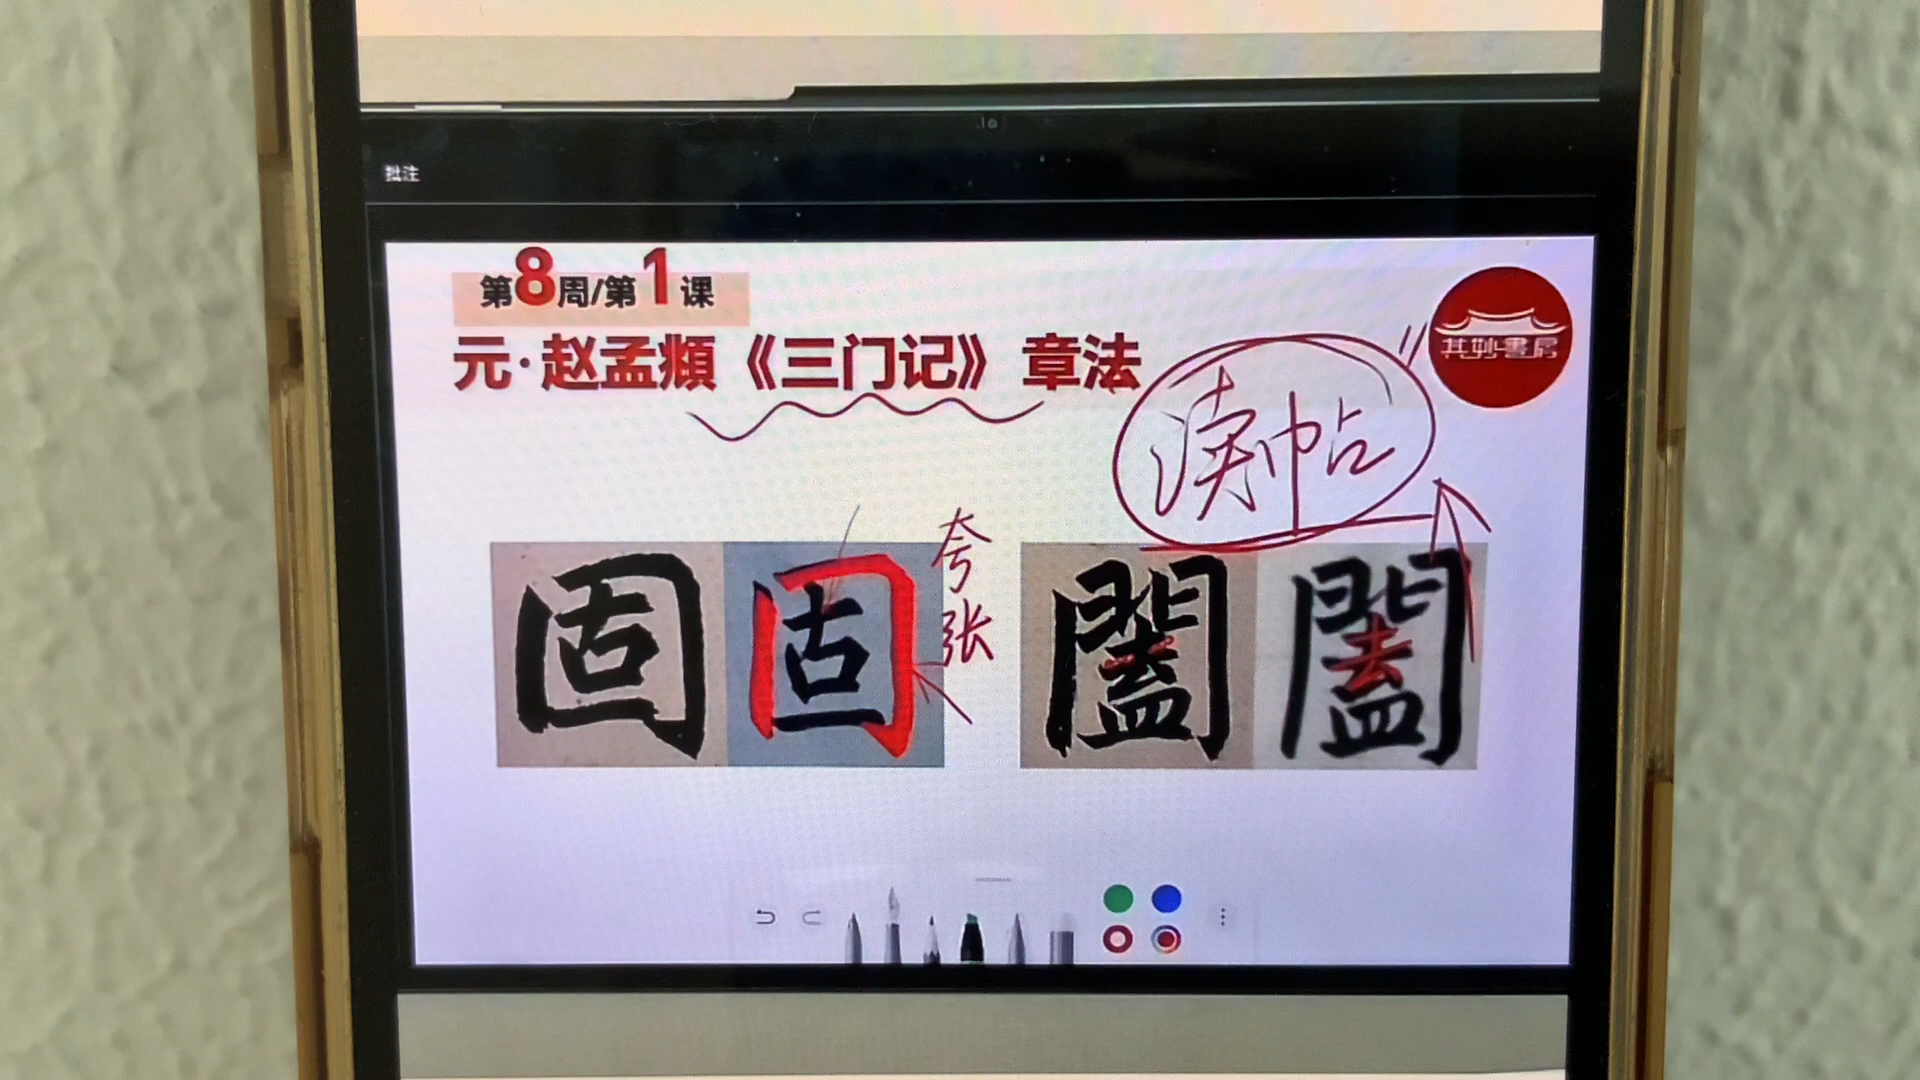 批注
第8周/第1课
元·赵孟頫《三门记》章法
其妙書房
读帖
夸张
固 固
闔 闔